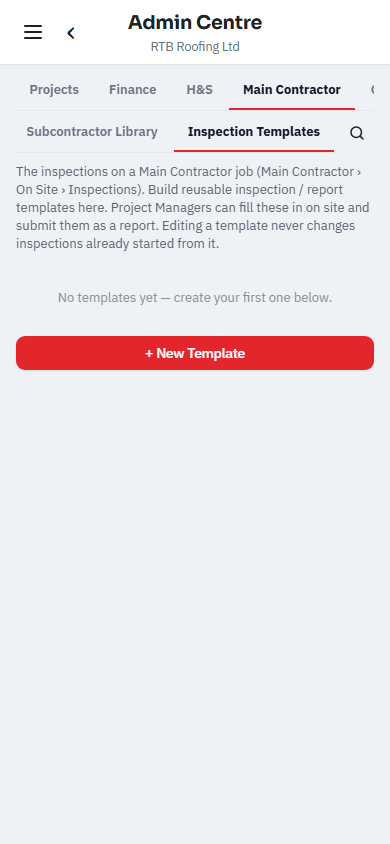 Admin Centre
RTB Roofing Ltd
Projects
Finance
H&S
Main Contractor
Subcontractor Library
Inspection Templates
The inspections on a Main Contractor job (Main Contractor ›
On Site › Inspections). Build reusable inspection / report
templates here. Project Managers can fill these in on site and
submit them as a report. Editing a template never changes
inspections already started from it.
No templates yet — create your first one below.
+ New Template